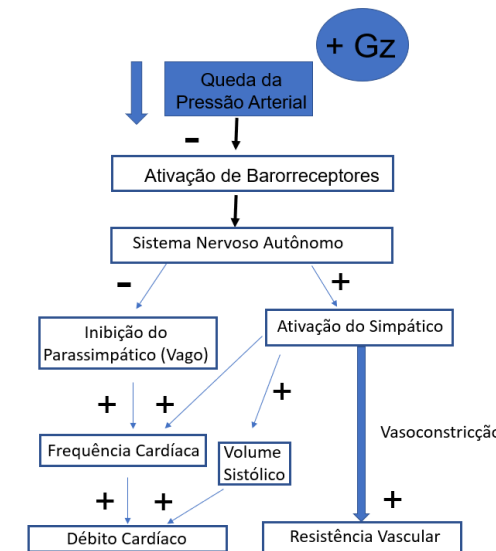 + Gz
Queda da
Pressão Arterial
-
Ativação de Barorreceptores
Sistema Nervoso Autônomo
-
+
Inibição do
Parassimpático (Vago)
Ativação do Simpático
+ +
+
Frequência Cardíaca
Volume
Sistólico
Vasoconstricção
+ +
+
Débito Cardíaco
Resistência Vascular